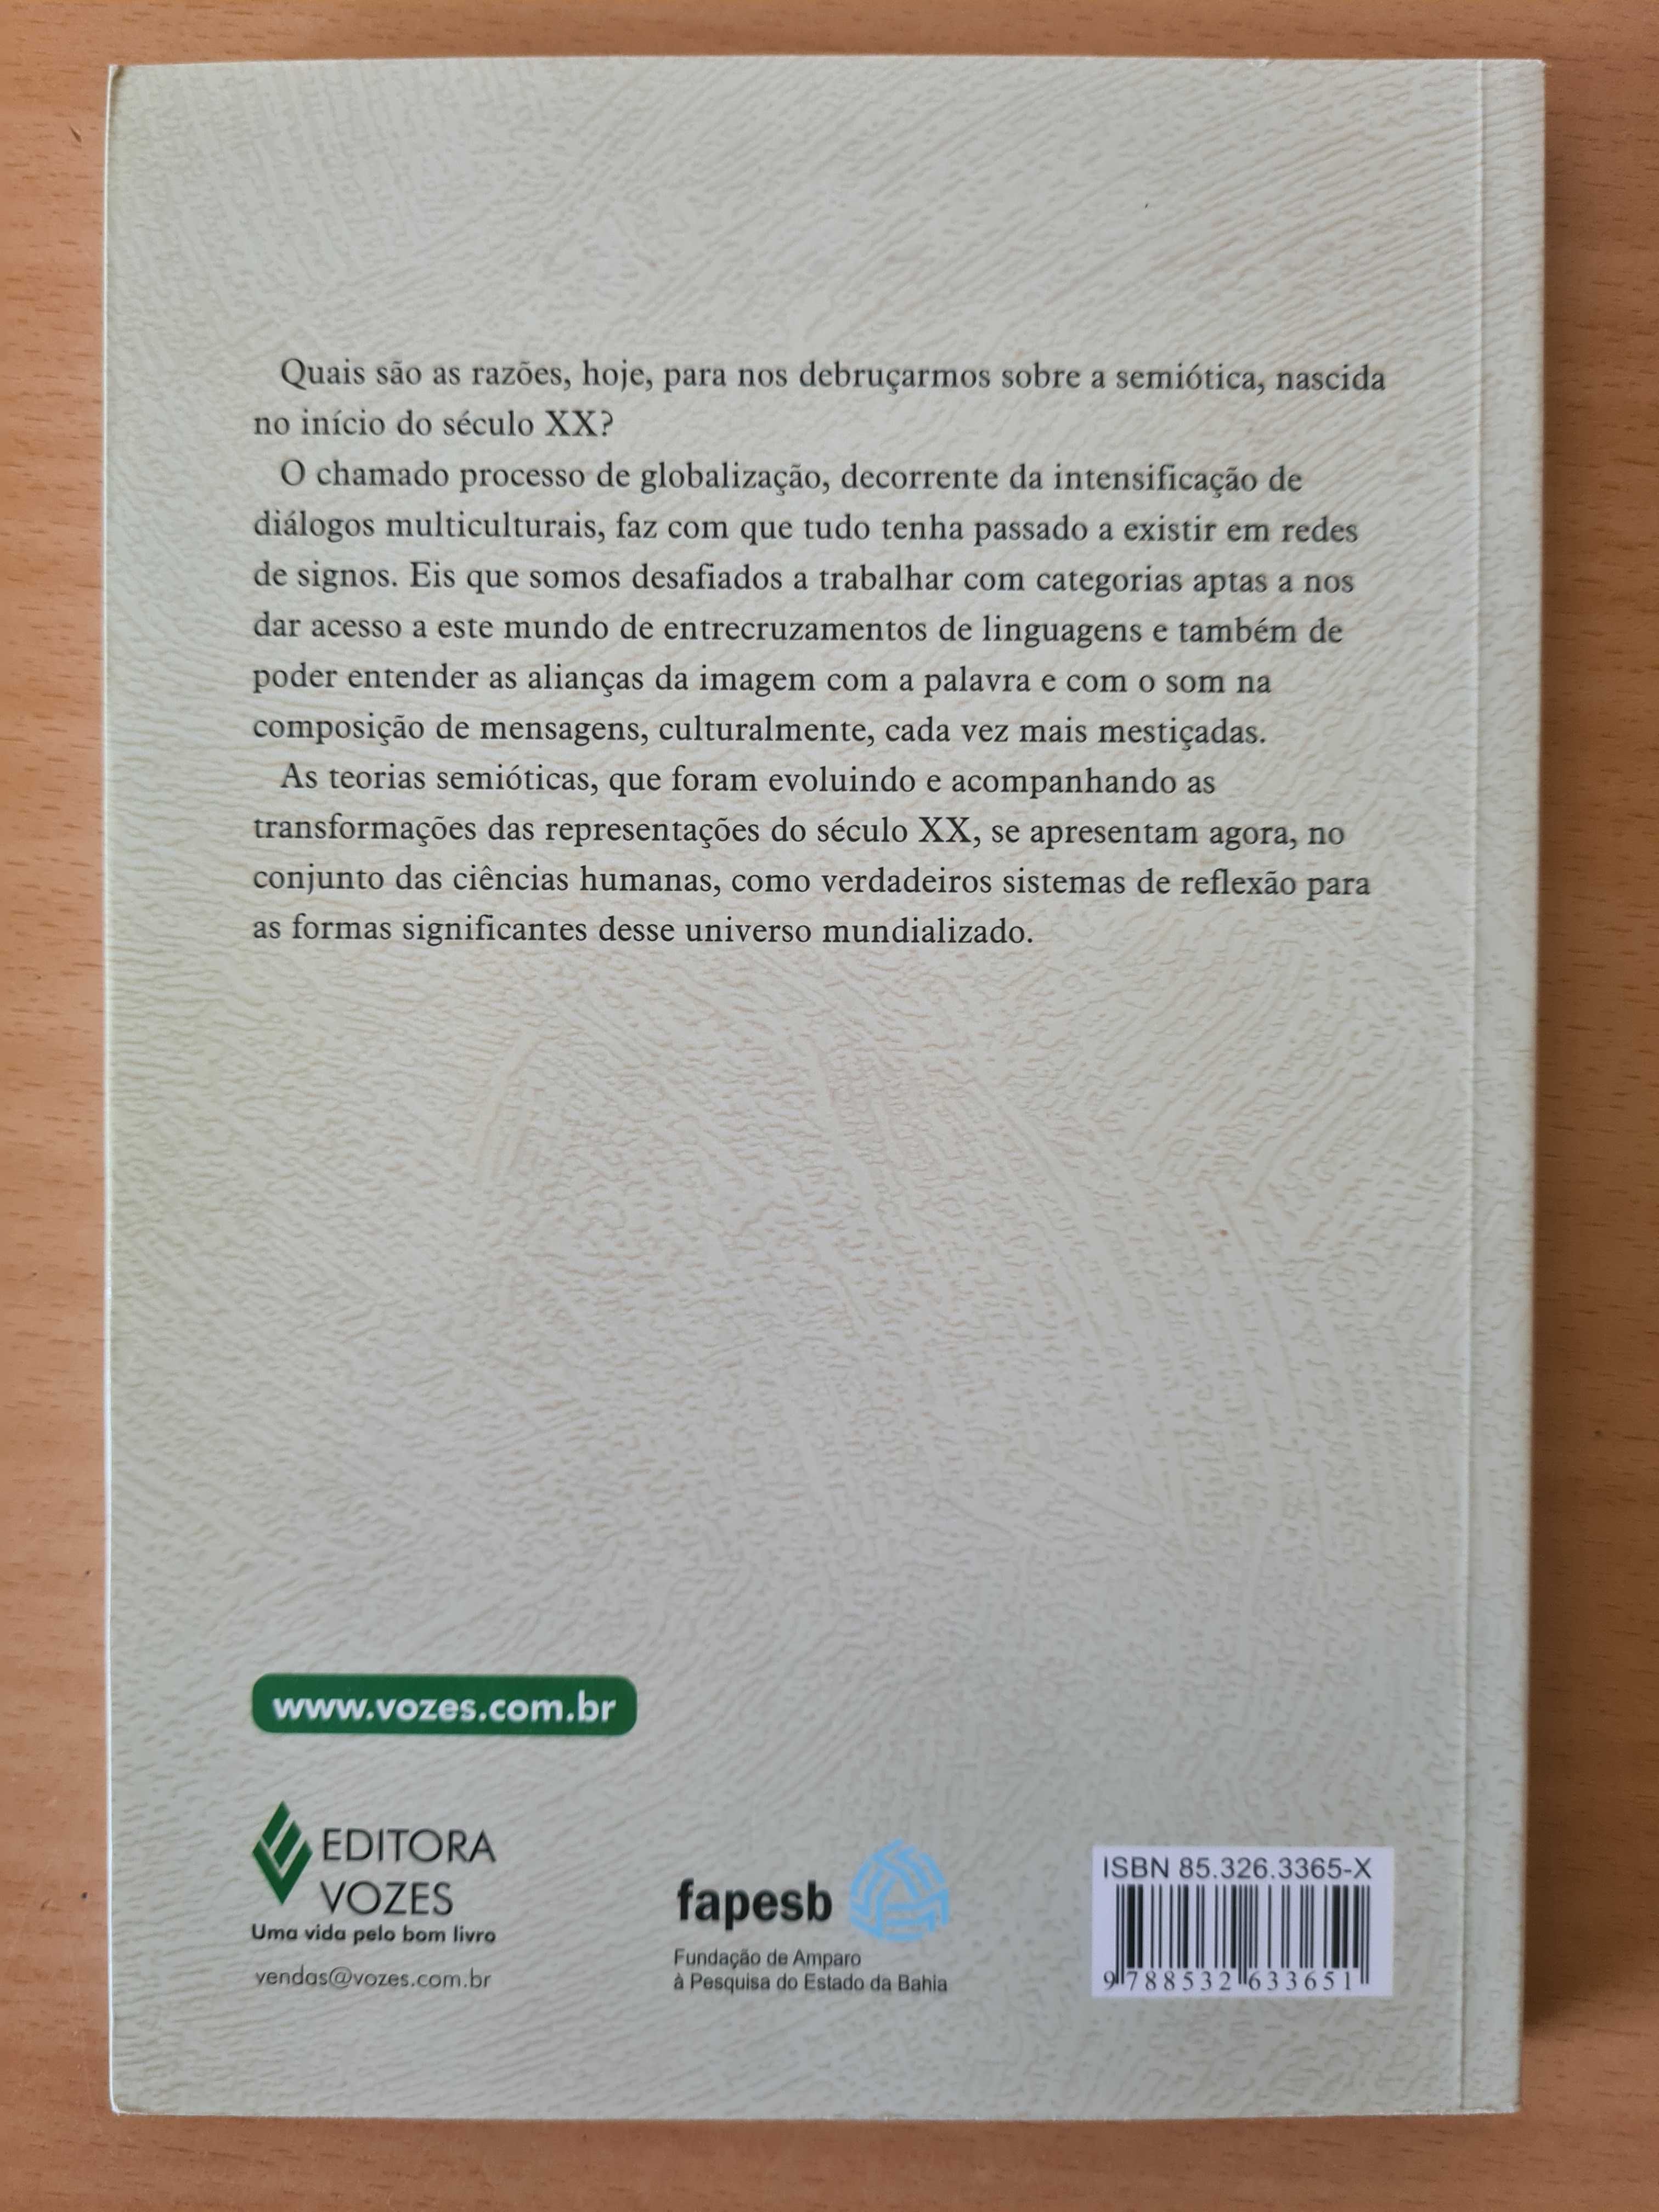 Quais são as razões, hoje, para nos debruçarmos sobre a semiótica, nascida
no início do século XX?
O chamado processo de globalização, decorrente da intensificação de
diálogos multiculturais, faz com que tudo tenha passado a existir em redes
de signos. Eis que somos desafiados a trabalhar com categorias aptas a nos
dar acesso a este mundo de entrecruzamentos de linguagens e também de
poder entender as alianças da imagem com a palavra e com o som na
composição de mensagens, culturalmente, cada vez mais mestiçadas.
As teorias semióticas, que foram evoluindo e acompanhando as
transformações das representações do século XX, se apresentam agora, no
conjunto das ciências humanas, como verdadeiros sistemas de reflexão para
as formas significantes desse universo mundializado.
www.vozes.com.br
EDITORA
VOZES
Uma vida pelo bom livro
vendas@vozes.com.br
fapesb
Fundação de Amparo
à Pesquisa do Estado da Bahia
ISBN 85.326.3365-X
9 788532 633651